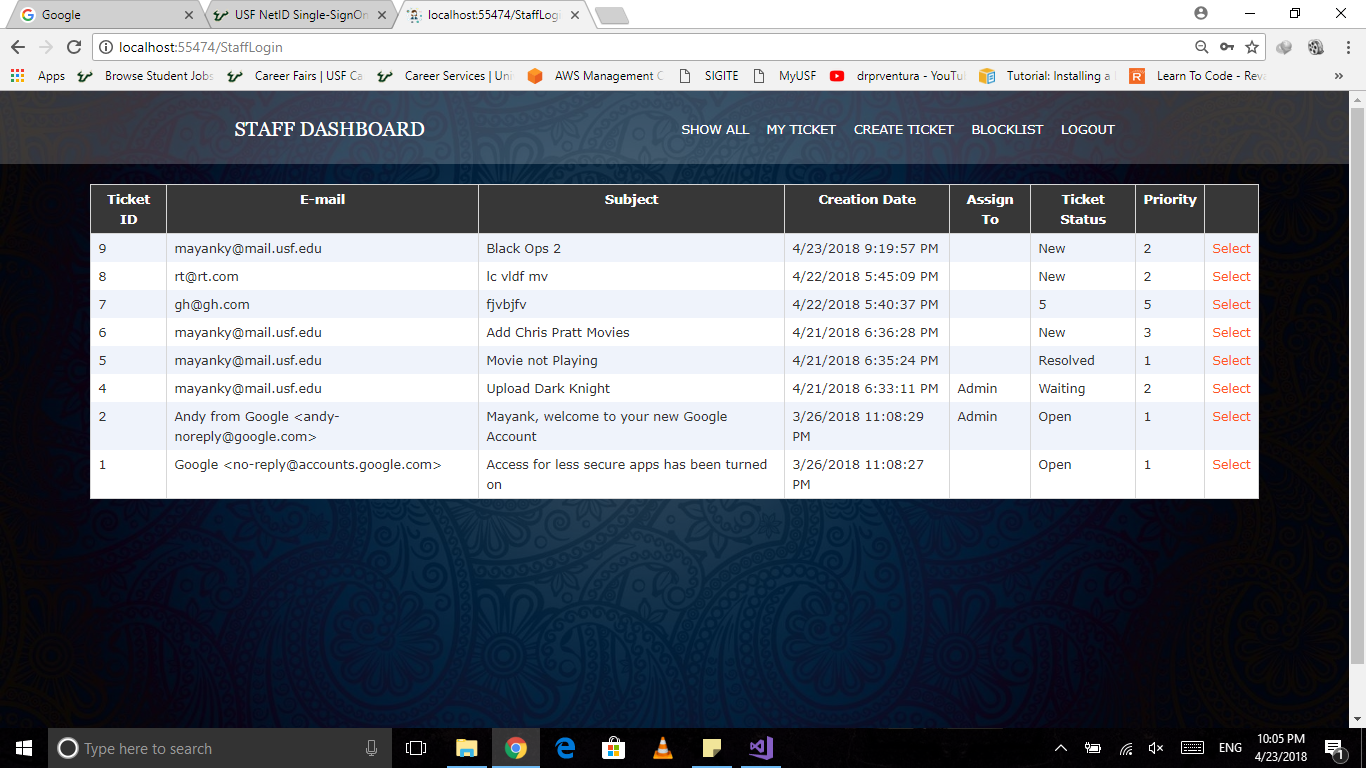 Google
USF NetID Single-SignOn
localhost:55474/StaffLogi
localhost:55474/StaffLogin
Apps Browse Student Jobs Career Fairs | USF Ca Career Services | Uni AWS Management C SIGITE MyUSF drprventura - YouTu Tutorial: Installing a Learn To Code - Rev »
STAFF DASHBOARD SHOW ALL MY TICKET CREATE TICKET BLOCKLIST LOGOUT
Ticket ID E-mail Subject Creation Date Assign To Ticket Status Priority
9 mayanky@mail.usf.edu Black Ops 2 4/23/2018 9:19:57 PM New 2 Select
8 rt@rt.com lc vldf mv 4/22/2018 5:45:09 PM New 2 Select
7 gh@gh.com fjvbjfv 4/22/2018 5:40:37 PM 5 5 Select
6 mayanky@mail.usf.edu Add Chris Pratt Movies 4/21/2018 6:36:28 PM New 3 Select
5 mayanky@mail.usf.edu Movie not Playing 4/21/2018 6:35:24 PM Resolved 1 Select
4 mayanky@mail.usf.edu Upload Dark Knight 4/21/2018 6:33:11 PM Admin Waiting 2 Select
2 Andy from Google <andy- Mayank, welcome to your new Google 3/26/2018 11:08:29 Admin Open 1 Select
noreply@google.com> Account PM
1 Google <no-reply@accounts.google.com> Access for less secure apps has been turned 3/26/2018 11:08:27 Open 1 Select
on PM
Type here to search ENG 10:05 PM
4/23/2018 1